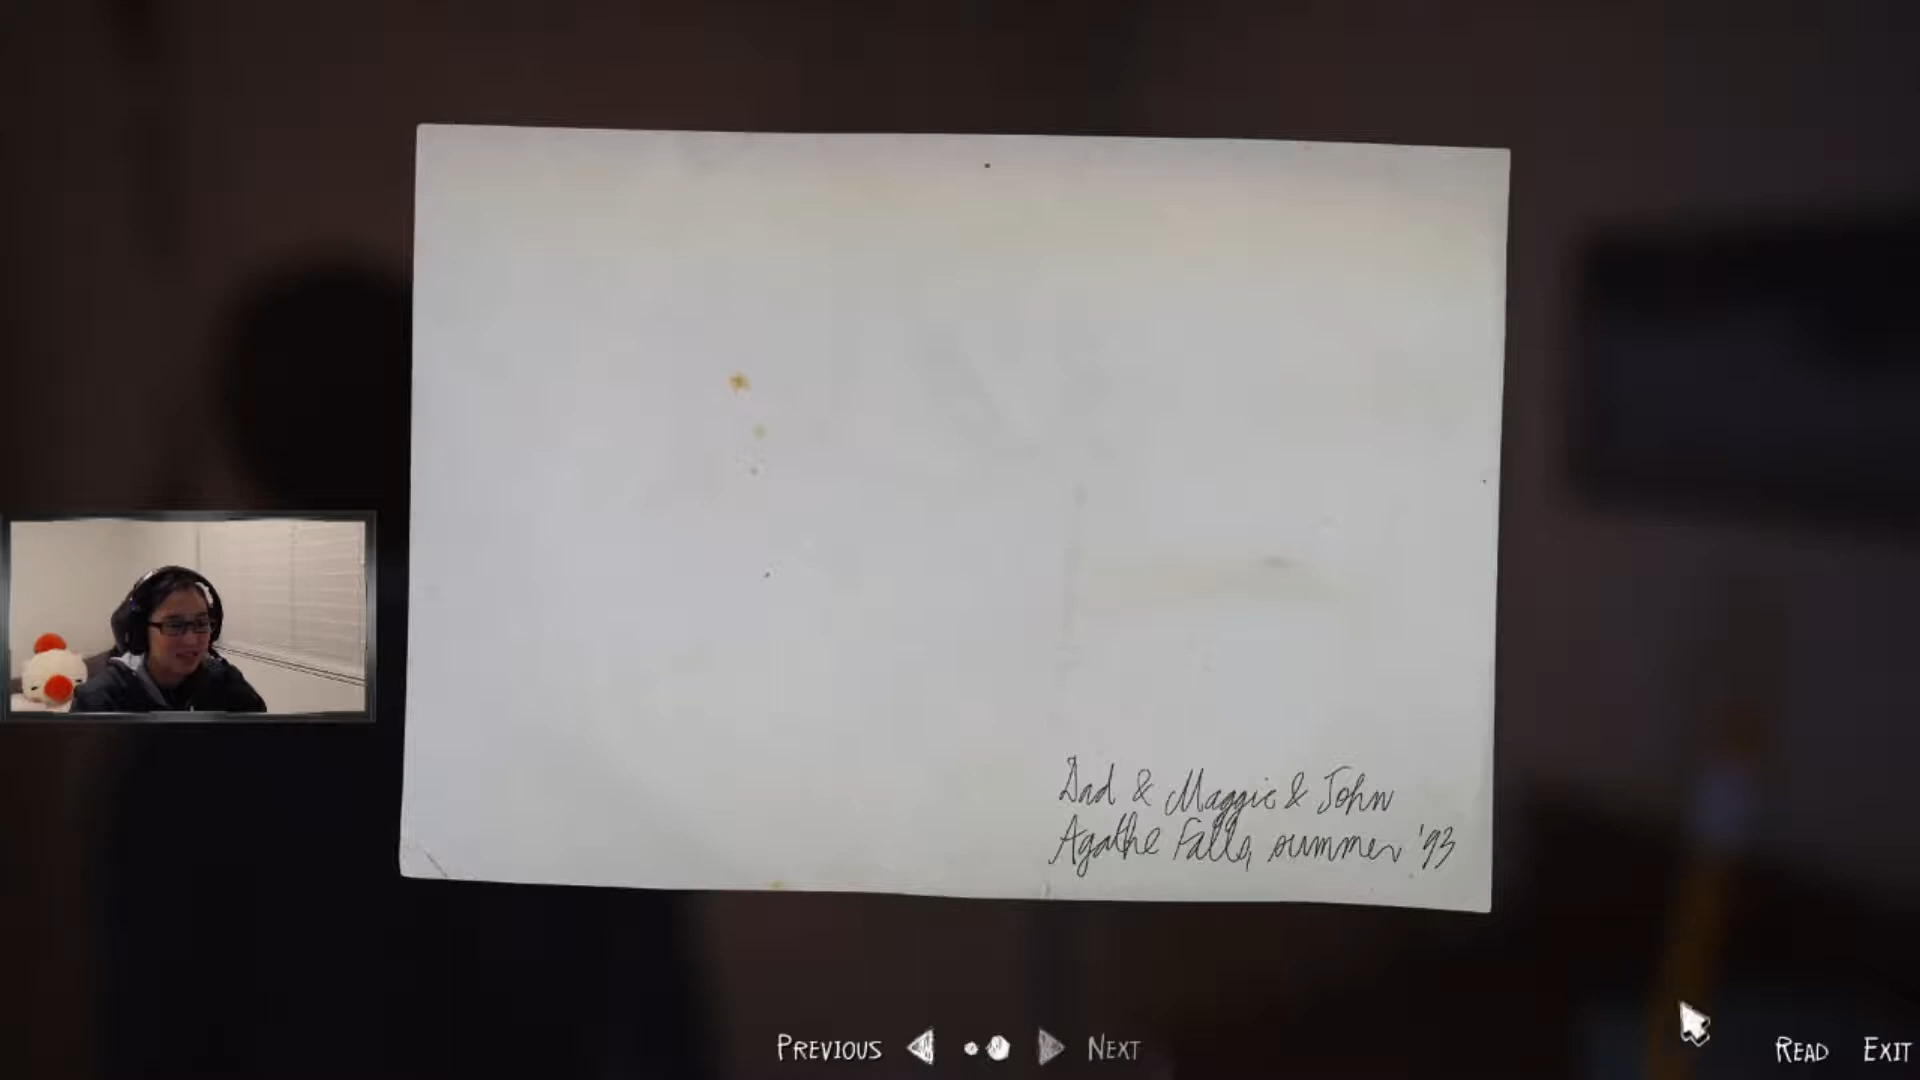 Dad & Maggie & John
Agathe Falls, summer '93
PREVIOUS
NEXT
READ
EXIT